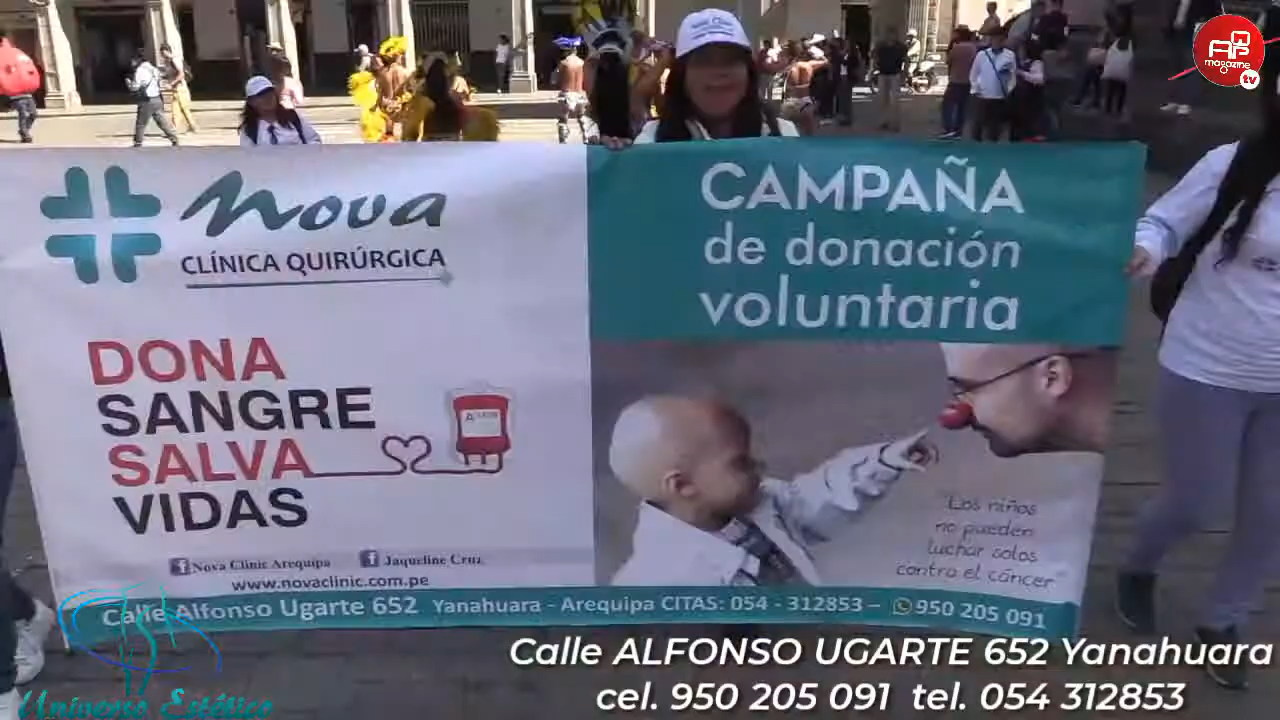 AQP
magazine
tv
nova
CLÍNICA QUIRÚRGICA
DONA
SANGRE
SALVA
VIDAS
Nova Clinic Arequipa Jaqueline Cruz
www.novaclinic.com.pe
CAMPAÑA
de donación
voluntaria
"Los niños
no pueden
luchar solos
contra el cáncer"
Calle Alfonso Ugarte 652 Yanahuara - Arequipa CITAS: 054 - 312853 – 950 205 091
Calle ALFONSO UGARTE 652 Yanahuara
cel. 950 205 091 tel. 054 312853
Universo Estético